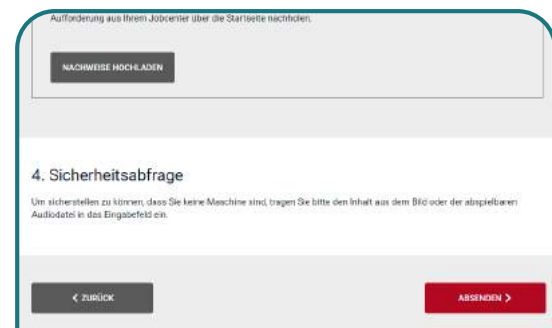 Aufforderung aus Ihrem Jobcenter über die Startseite nachholen.
NACHWEISE HOCHLADEN
4. Sicherheitsabfrage
Um sicherstellen zu können, dass Sie keine Maschine sind, tragen Sie bitte den Inhalt aus dem Bild oder der abspielbaren
Audiodatei in das Eingabefeld ein.
< ZURÜCK
ABSENDEN >